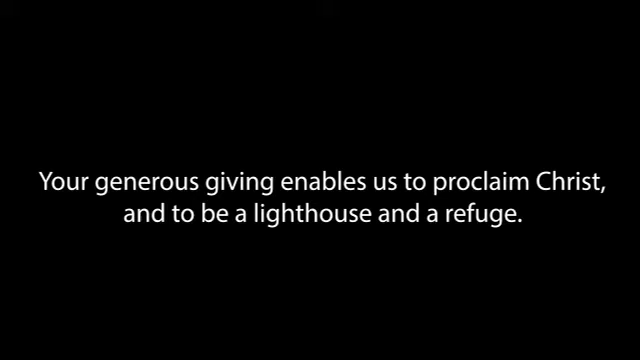 Your generous giving enables us to proclaim Christ,
and to be a lighthouse and a refuge.